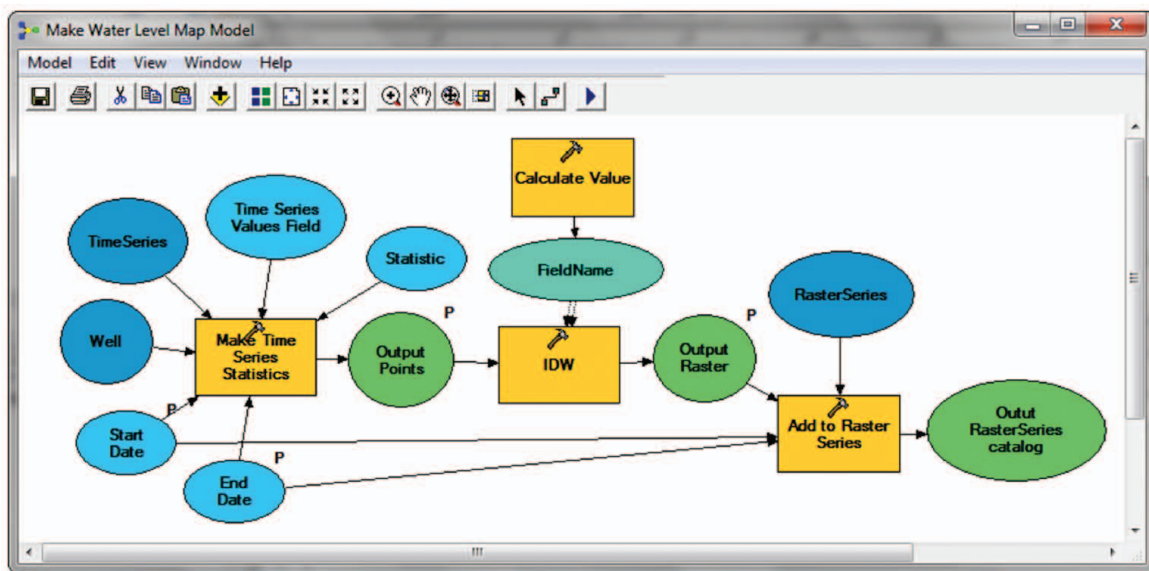 Make Water Level Map Model
Model Edit View Window Help
Calculate Value
Time Series
Values Field
TimeSeries
Statistic
FieldName
RasterSeries
P
P
Well
Make Time
Series
Statistics
Output
Points
IDW
Output
Raster
P
Start
Date
Add to Raster
Series
Outut
RasterSeries
catalog
P
End
Date